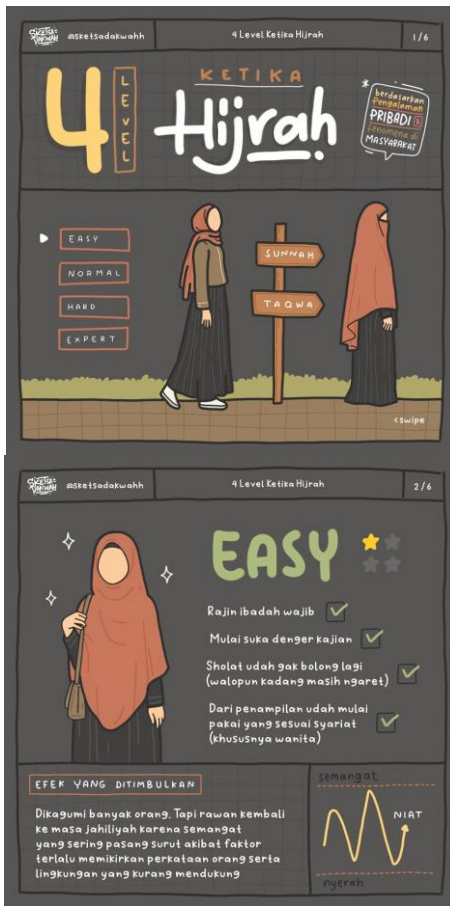 SKETSA DAKWAH
@sketsadakwahh
4 Level Ketika Hijrah
1/6
4
LEVEL
KETIKA
Hijrah
*
berdasarkan
Pengalaman
PRIBADI &
fenomena di
MASYARAKAT
EASY
NORMAL
HARD
EXPERT
SUNNAH
TAQWA
<swipe
SKETSA DAKWAH
@sketsadakwahh
4 Level Ketika Hijrah
2/6
EASY
Rajin ibadah wajib
Mulai suka denger kajian
Sholat udah gak bolong lagi
(walopun kadang masih ngaret)
Dari penampilan udah mulai
pakai yang sesuai syariat
(khususnya wanita)
EFEK YANG DITIMBULKAN
Dikagumi banyak orang. Tapi rawan kembali
ke masa jahiliyah karena semangat
yang sering pasang surut akibat faktor
terlalu memikirkan perkataan orang serta
lingkungan yang kurang mendukung
semangat
NIAT
nyerah